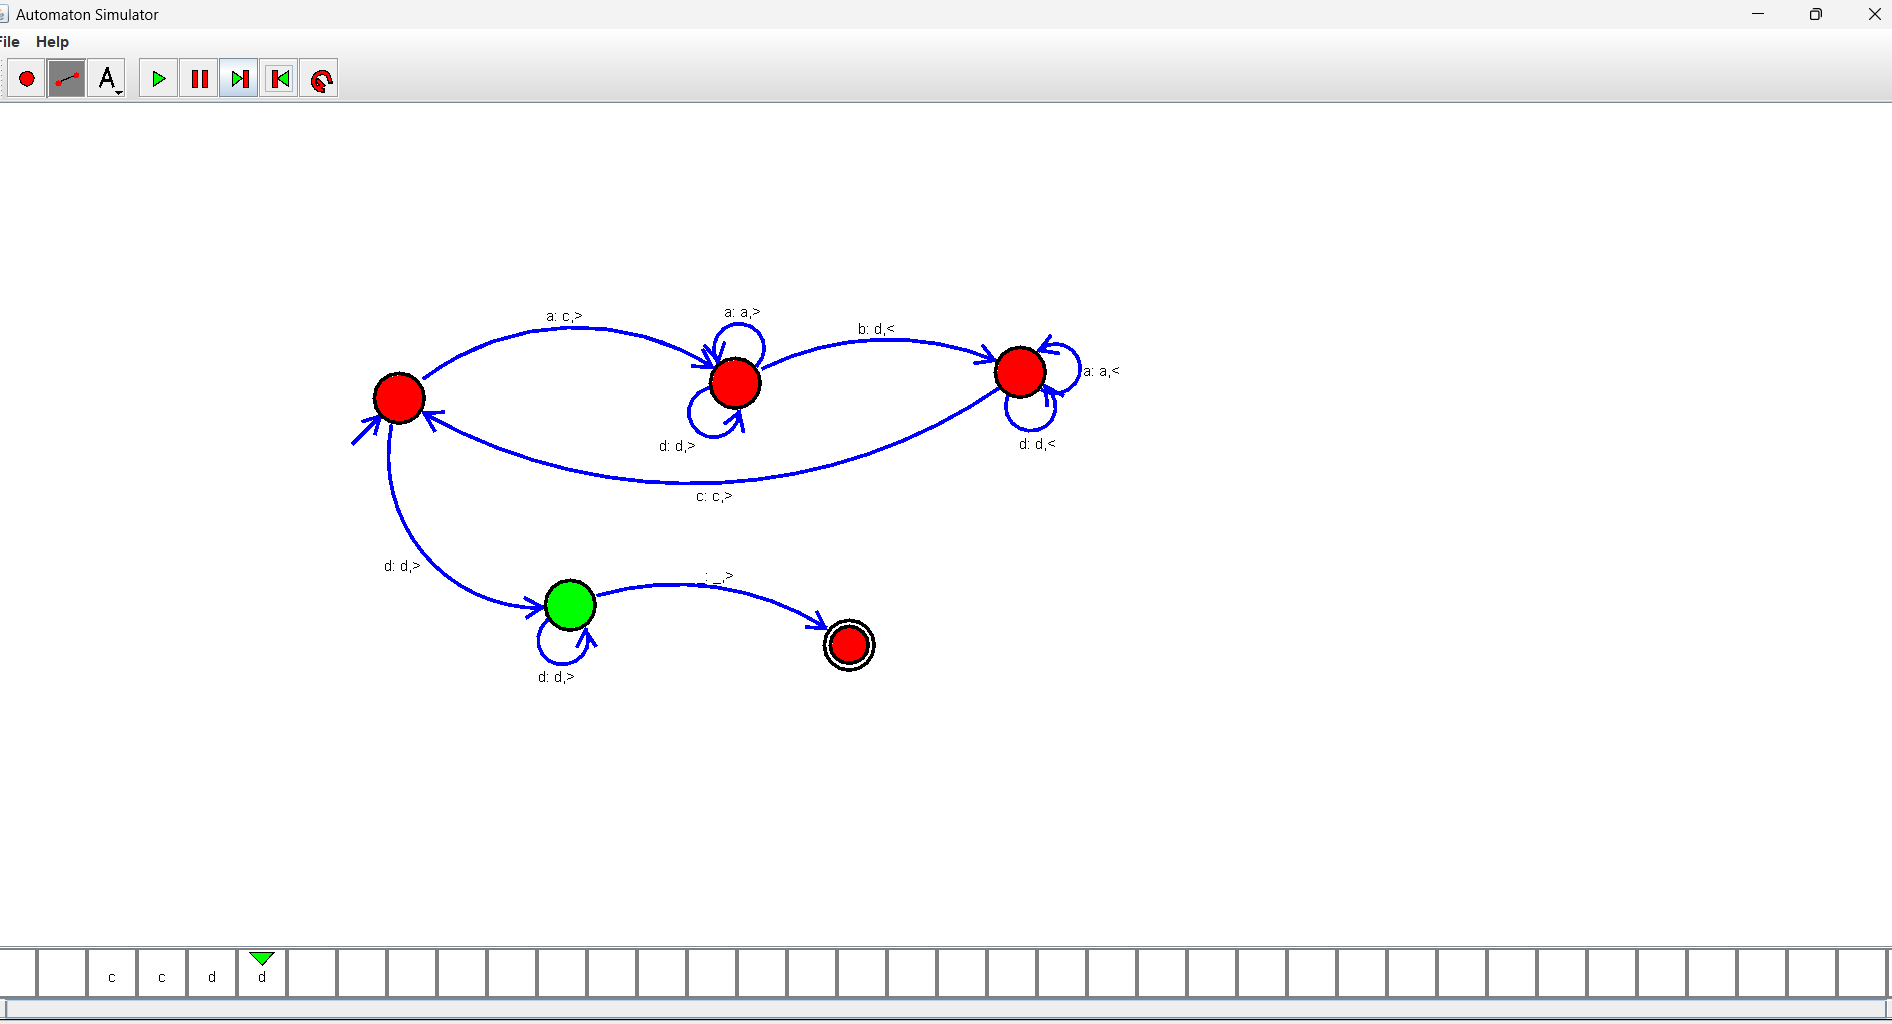 Automaton Simulator
File Help
A
a: c,>
a: a,>
b: d,<
a: a,<
d: d,>
d: d,<
c: c,>
d: d,>
_: _,>
d: d,>
c c d d